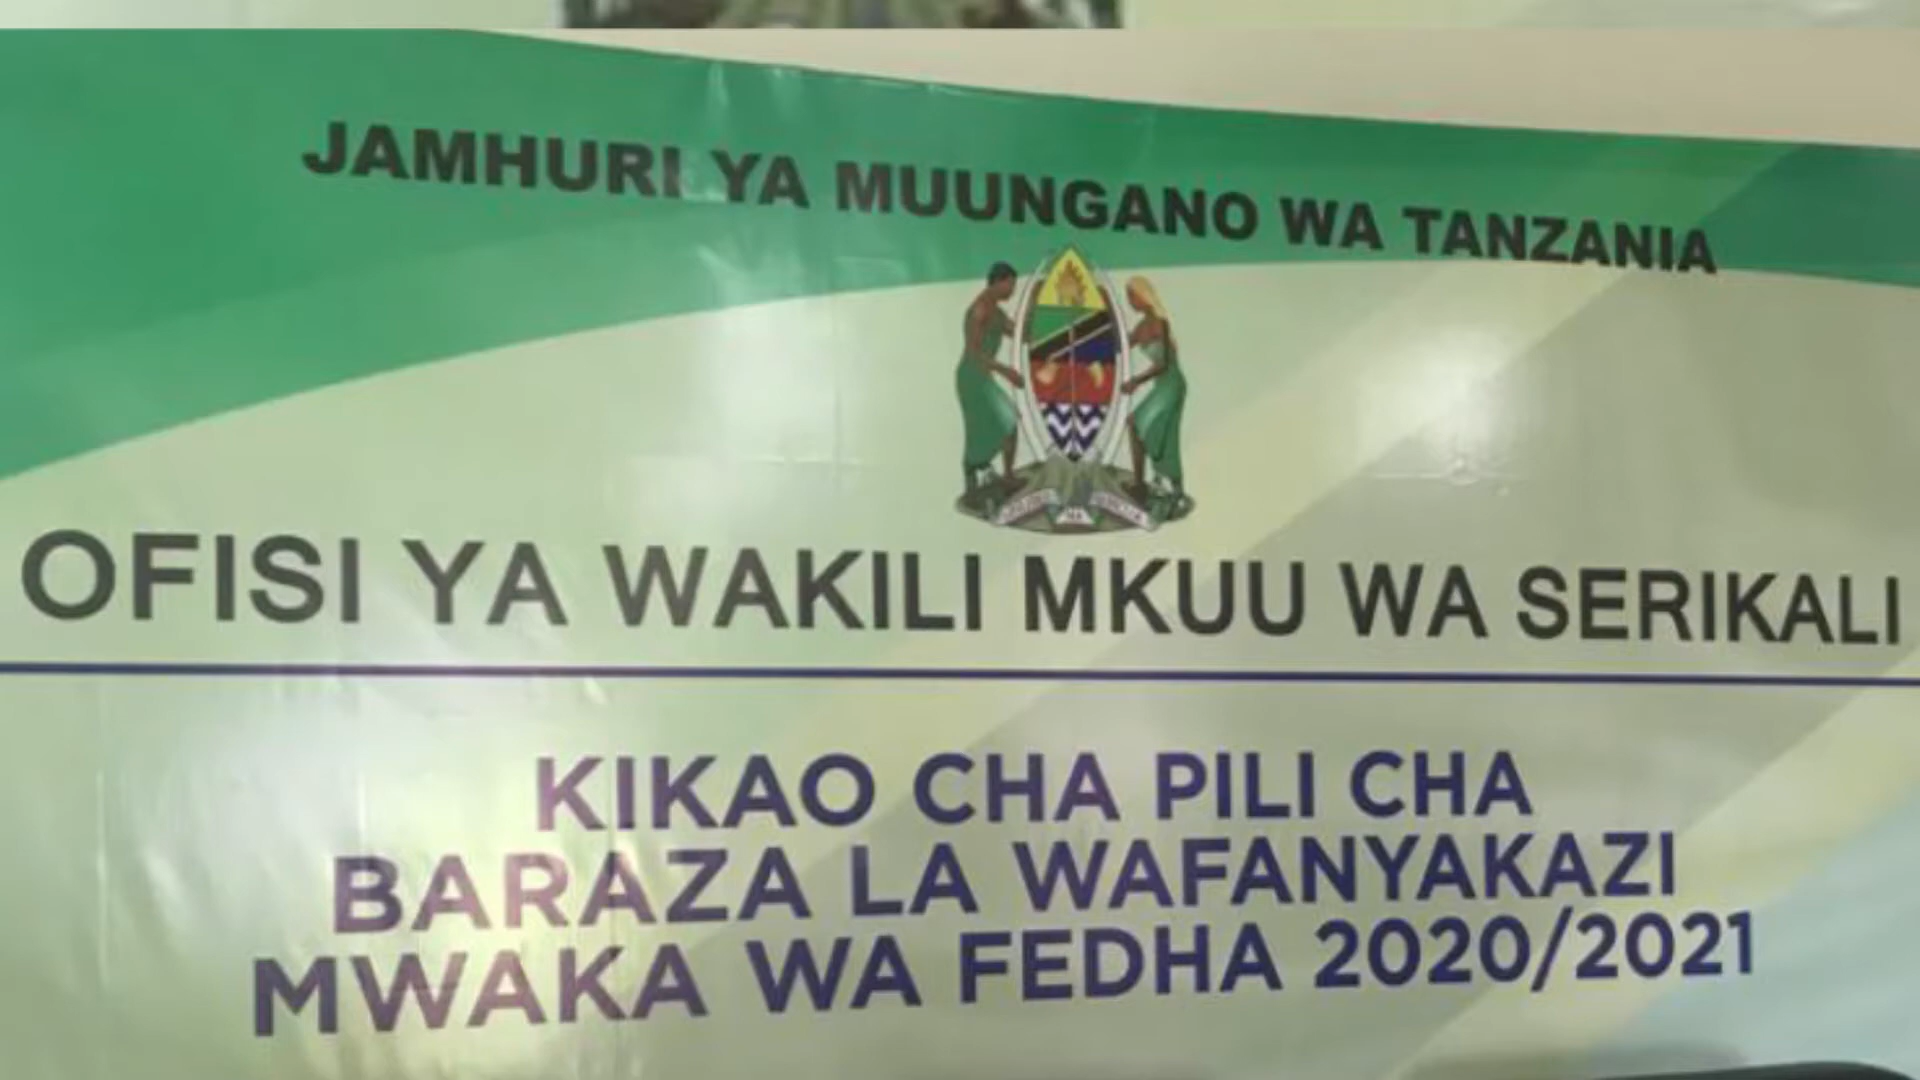 JAMHURI YA MUUNGANO WA TANZANIA
OFISI YA WAKILI MKUU WA SERIKALI
KIKAO CHA PILI CHA
BARAZA LA WAFANYAKAZI
MWAKA WA FEDHA 2020/2021